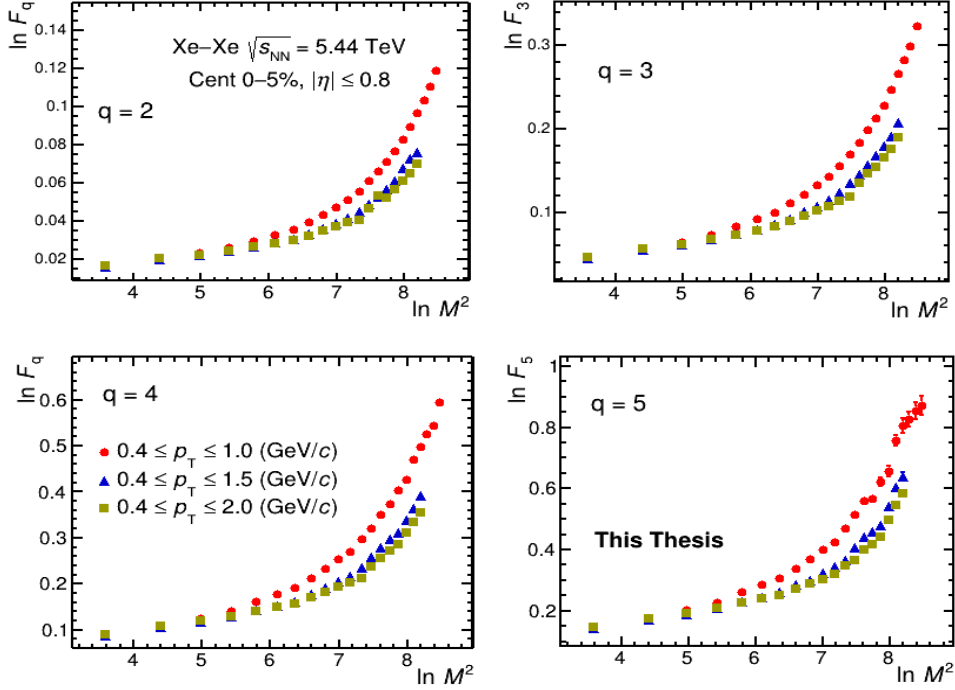 ln F_q
0.14
0.12
0.1
0.08
0.06
0.04
0.02
Xe–Xe √s_NN = 5.44 TeV
Cent 0–5%, |η| ≤ 0.8
q = 2
4 5 6 7 8
ln M²
ln F_3
0.3
0.2
0.1
q = 3
4 5 6 7 8
ln M²
ln F_q
0.6
0.5
0.4
0.3
0.2
0.1
q = 4
0.4 ≤ p_T ≤ 1.0 (GeV/c)
0.4 ≤ p_T ≤ 1.5 (GeV/c)
0.4 ≤ p_T ≤ 2.0 (GeV/c)
4 5 6 7 8
ln M²
ln F_5
1
0.8
0.6
0.4
0.2
q = 5
This Thesis
4 5 6 7 8
ln M²